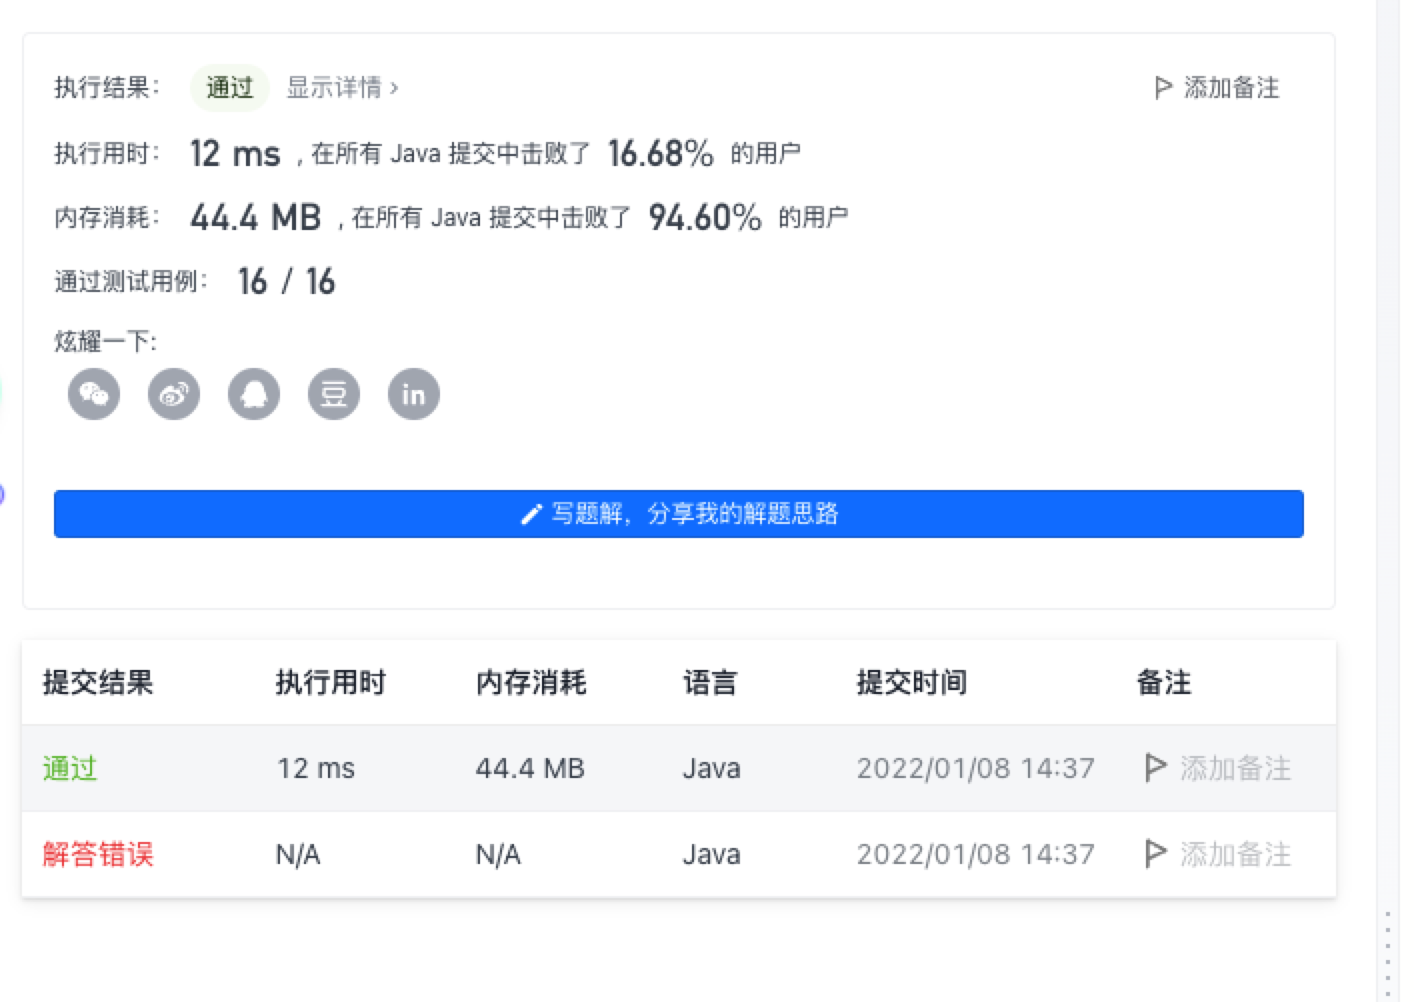 执行结果： 通过 显示详情 › 添加备注
执行用时： 12 ms , 在所有 Java 提交中击败了 16.68% 的用户
内存消耗： 44.4 MB , 在所有 Java 提交中击败了 94.60% 的用户
通过测试用例： 16 / 16
炫耀一下:
豆 in
写题解，分享我的解题思路
提交结果 执行用时 内存消耗 语言 提交时间 备注
通过 12 ms 44.4 MB Java 2022/01/08 14:37 添加备注
解答错误 N/A N/A Java 2022/01/08 14:37 添加备注